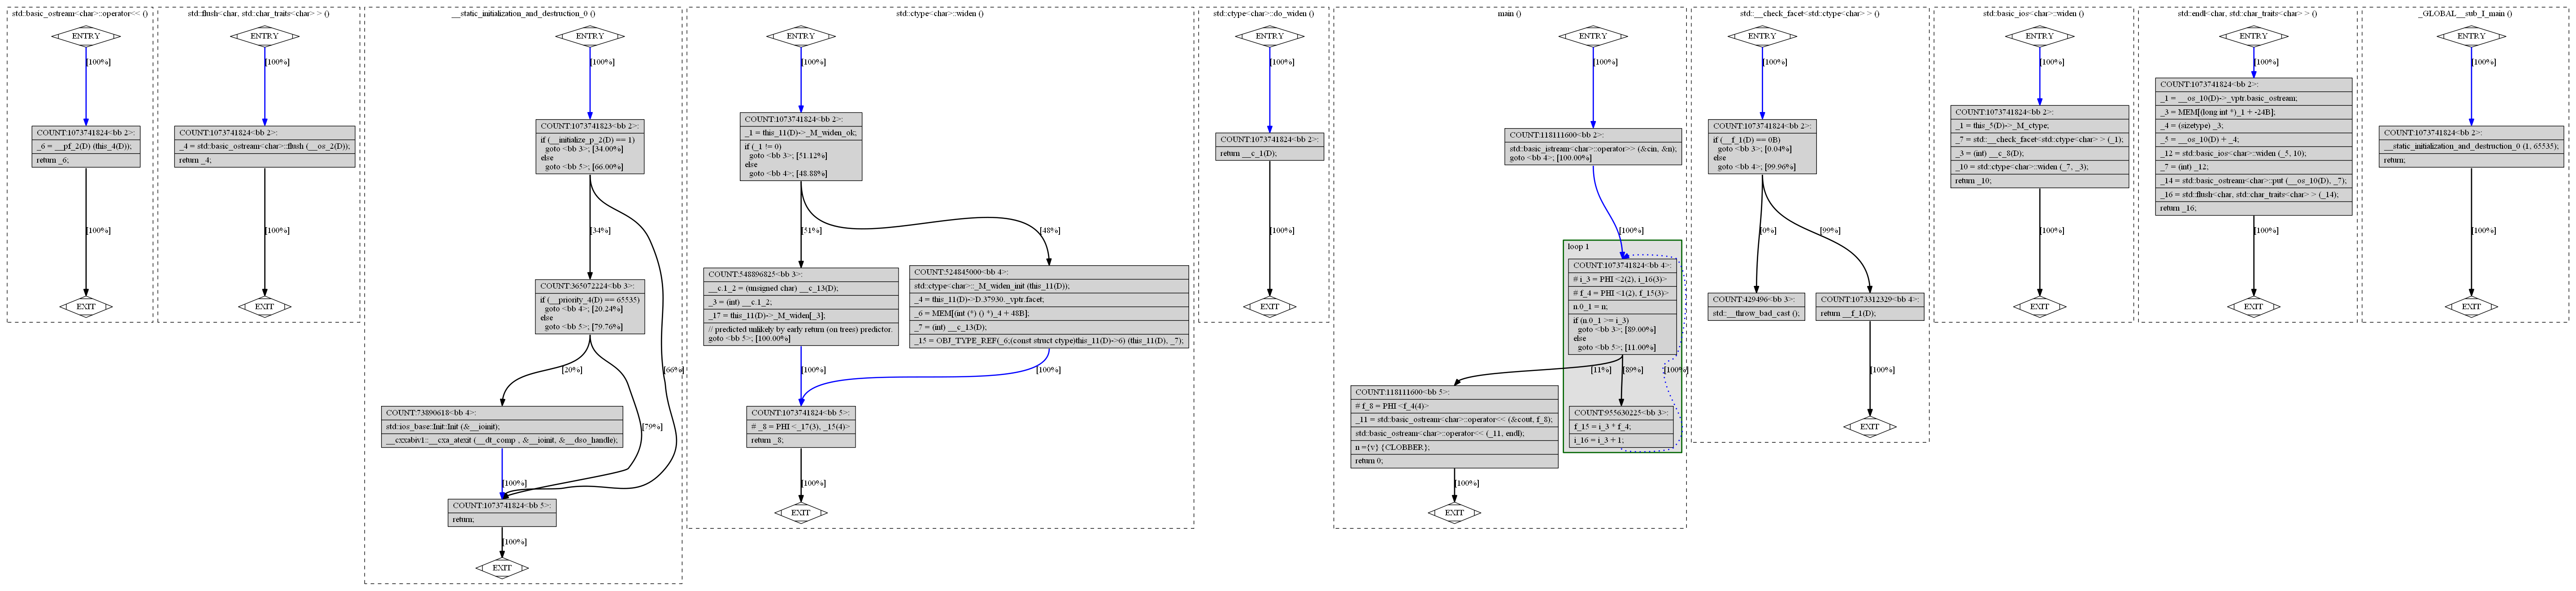 std::basic_ostream<char>::operator<< ()
ENTRY
[100%]
COUNT:1073741824<bb 2>:
_6 = __pf_2(D) (this_4(D));
return _6;
[100%]
EXIT
std::flush<char, std::char_traits<char> > ()
ENTRY
[100%]
COUNT:1073741824<bb 2>:
_4 = std::basic_ostream<char>::flush (__os_2(D));
return _4;
[100%]
EXIT
__static_initialization_and_destruction_0 ()
ENTRY
[100%]
COUNT:1073741823<bb 2>:
if (__initialize_p_2(D) == 1)
goto <bb 3>; [34.00%]
else
goto <bb 5>; [66.00%]
[34%]
COUNT:365072224<bb 3>:
if (__priority_4(D) == 65535)
goto <bb 4>; [20.24%]
else
goto <bb 5>; [79.76%]
[66%]
[20%]
[79%]
COUNT:73890618<bb 4>:
std::ios_base::Init::Init (&__ioinit);
__cxxabiv1::__cxa_atexit (__dt_comp , &__ioinit, &__dso_handle);
[100%]
COUNT:1073741824<bb 5>:
return;
[100%]
EXIT
std::ctype<char>::widen ()
ENTRY
[100%]
COUNT:1073741824<bb 2>:
_1 = this_11(D)->_M_widen_ok;
if (_1 != 0)
goto <bb 3>; [51.12%]
else
goto <bb 4>; [48.88%]
[51%]
[48%]
COUNT:548896825<bb 3>:
__c.1_2 = (unsigned char) __c_13(D);
_3 = (int) __c.1_2;
_17 = this_11(D)->_M_widen[_3];
// predicted unlikely by early return (on trees) predictor.
goto <bb 5>; [100.00%]
COUNT:524845000<bb 4>:
std::ctype<char>::_M_widen_init (this_11(D));
_4 = this_11(D)->D.37930._vptr.facet;
_6 = MEM[(int (*) () *)_4 + 48B];
_7 = (int) __c_13(D);
_15 = OBJ_TYPE_REF(_6;(const struct ctype)this_11(D)->6) (this_11(D), _7);
[100%]
[100%]
COUNT:1073741824<bb 5>:
# _8 = PHI <_17(3), _15(4)>
return _8;
[100%]
EXIT
std::ctype<char>::do_widen ()
ENTRY
[100%]
COUNT:1073741824<bb 2>:
return __c_1(D);
[100%]
EXIT
main ()
ENTRY
[100%]
COUNT:118111600<bb 2>:
std::basic_istream<char>::operator>> (&cin, &n);
goto <bb 4>; [100.00%]
[100%]
loop 1
COUNT:1073741824<bb 4>:
# i_3 = PHI <2(2), i_16(3)>
# f_4 = PHI <1(2), f_15(3)>
n.0_1 = n;
if (n.0_1 >= i_3)
goto <bb 3>; [89.00%]
else
goto <bb 5>; [11.00%]
[11%]
[89%]
[100%]
COUNT:118111600<bb 5>:
# f_8 = PHI <f_4(4)>
_11 = std::basic_ostream<char>::operator<< (&cout, f_8);
std::basic_ostream<char>::operator<< (_11, endl);
n ={v} {CLOBBER};
return 0;
COUNT:955630225<bb 3>:
f_15 = i_3 * f_4;
i_16 = i_3 + 1;
[100%]
EXIT
std::__check_facet<std::ctype<char> > ()
ENTRY
[100%]
COUNT:1073741824<bb 2>:
if (__f_1(D) == 0B)
goto <bb 3>; [0.04%]
else
goto <bb 4>; [99.96%]
[0%]
[99%]
COUNT:429496<bb 3>:
std::__throw_bad_cast ();
COUNT:1073312329<bb 4>:
return __f_1(D);
[100%]
EXIT
std::basic_ios<char>::widen ()
ENTRY
[100%]
COUNT:1073741824<bb 2>:
_1 = this_5(D)->_M_ctype;
_7 = std::__check_facet<std::ctype<char> > (_1);
_3 = (int) __c_8(D);
_10 = std::ctype<char>::widen (_7, _3);
return _10;
[100%]
EXIT
std::endl<char, std::char_traits<char> > ()
ENTRY
[100%]
COUNT:1073741824<bb 2>:
_1 = __os_10(D)->_vptr.basic_ostream;
_3 = MEM[(long int *)_1 + -24B];
_4 = (sizetype) _3;
_5 = __os_10(D) + _4;
_12 = std::basic_ios<char>::widen (_5, 10);
_7 = (int) _12;
_14 = std::basic_ostream<char>::put (__os_10(D), _7);
_16 = std::flush<char, std::char_traits<char> > (_14);
return _16;
[100%]
EXIT
_GLOBAL__sub_I_main ()
ENTRY
[100%]
COUNT:1073741824<bb 2>:
__static_initialization_and_destruction_0 (1, 65535);
return;
[100%]
EXIT